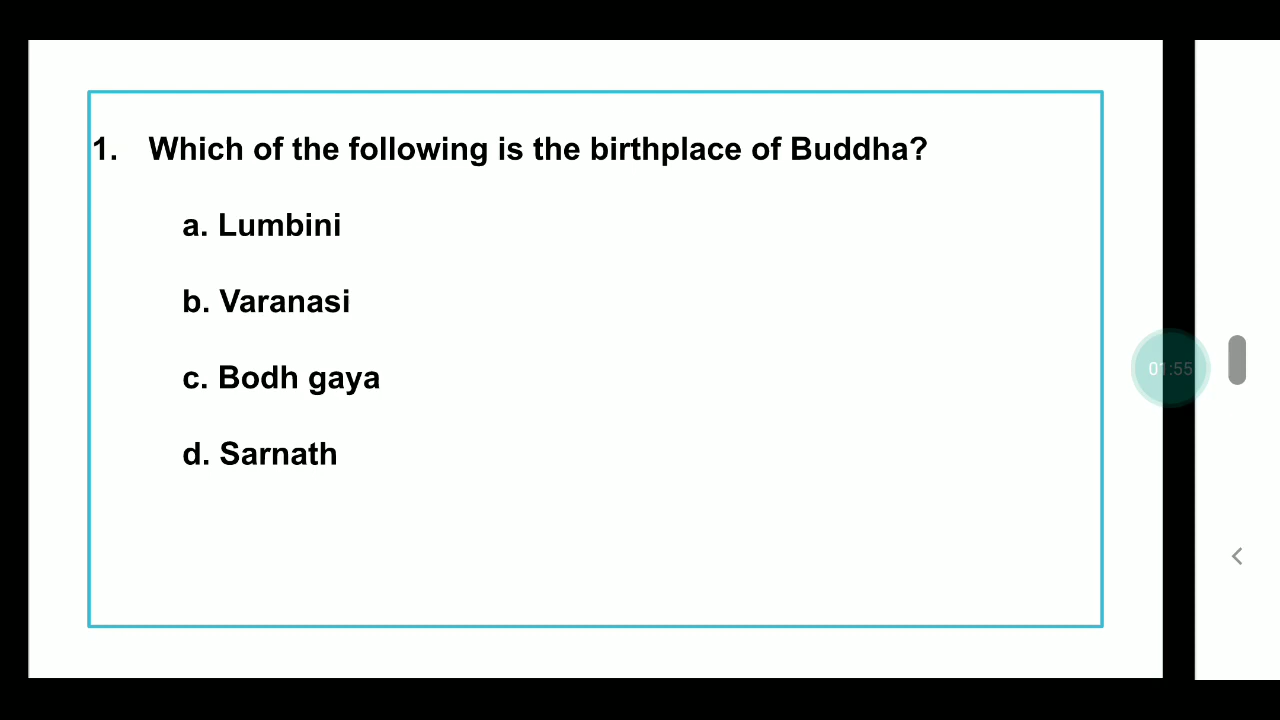 1. Which of the following is the birthplace of Buddha?
a. Lumbini
b. Varanasi
c. Bodh gaya
d. Sarnath
01:55